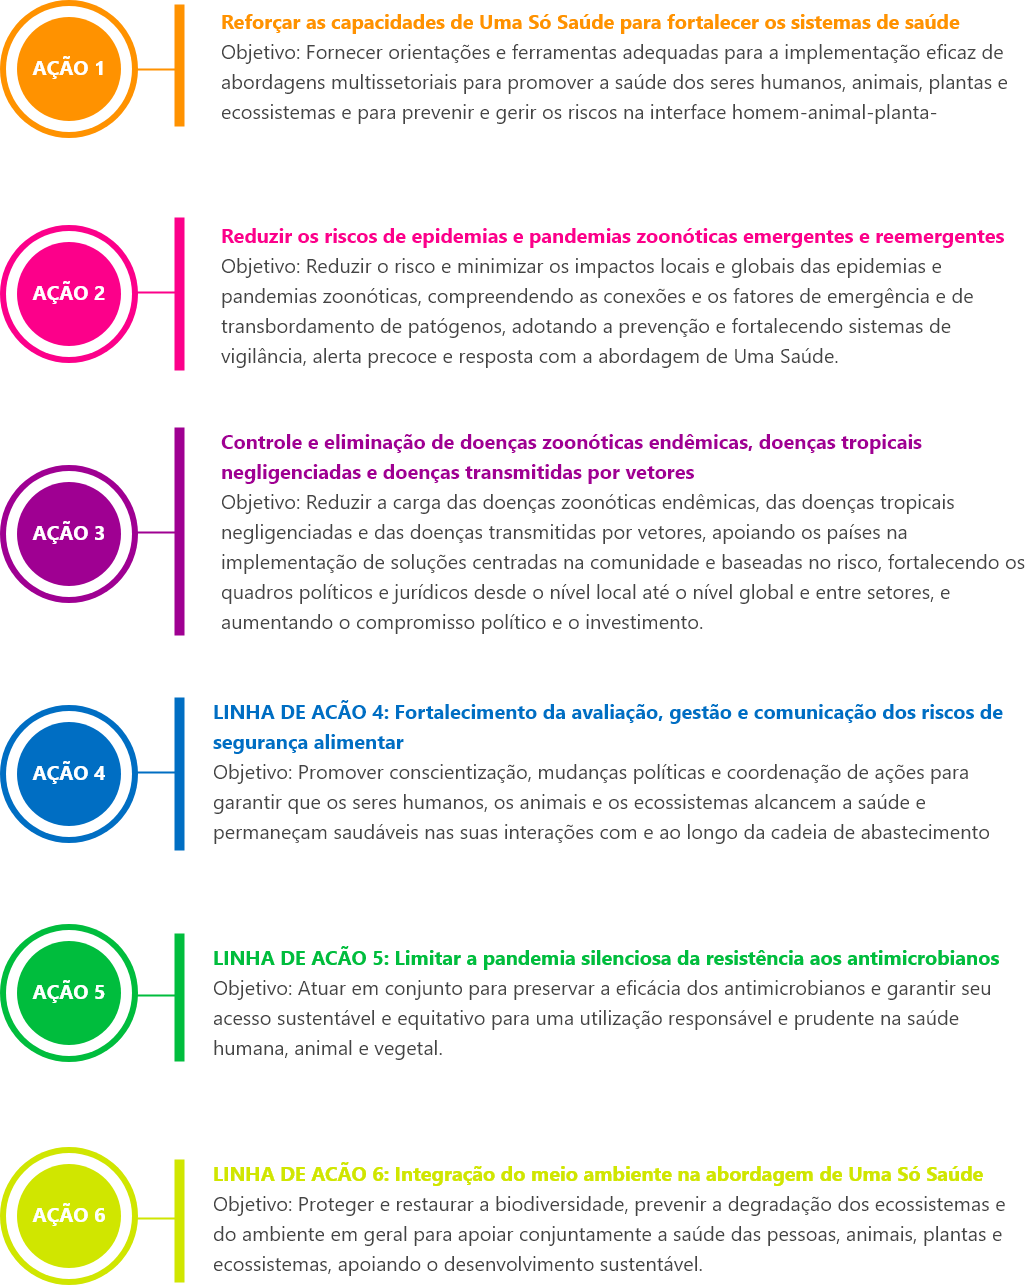 AÇÃO 1
Reforçar as capacidades de Uma Só Saúde para fortalecer os sistemas de saúde
Objetivo: Fornecer orientações e ferramentas adequadas para a implementação eficaz de
abordagens multissetoriais para promover a saúde dos seres humanos, animais, plantas e
ecossistemas e para prevenir e gerir os riscos na interface homem-animal-planta-
AÇÃO 2
Reduzir os riscos de epidemias e pandemias zoonóticas emergentes e reemergentes
Objetivo: Reduzir o risco e minimizar os impactos locais e globais das epidemias e
pandemias zoonóticas, compreendendo as conexões e os fatores de emergência e de
transbordamento de patógenos, adotando a prevenção e fortalecendo sistemas de
vigilância, alerta precoce e resposta com a abordagem de Uma Saúde.
AÇÃO 3
Controle e eliminação de doenças zoonóticas endêmicas, doenças tropicais
negligenciadas e doenças transmitidas por vetores
Objetivo: Reduzir a carga das doenças zoonóticas endêmicas, das doenças tropicais
negligenciadas e das doenças transmitidas por vetores, apoiando os países na
implementação de soluções centradas na comunidade e baseadas no risco, fortalecendo os
quadros políticos e jurídicos desde o nível local até o nível global e entre setores, e
aumentando o compromisso político e o investimento.
AÇÃO 4
LINHA DE ACÃO 4: Fortalecimento da avaliação, gestão e comunicação dos riscos de
segurança alimentar
Objetivo: Promover conscientização, mudanças políticas e coordenação de ações para
garantir que os seres humanos, os animais e os ecossistemas alcancem a saúde e
permaneçam saudáveis nas suas interações com e ao longo da cadeia de abastecimento
AÇÃO 5
LINHA DE ACÃO 5: Limitar a pandemia silenciosa da resistência aos antimicrobianos
Objetivo: Atuar em conjunto para preservar a eficácia dos antimicrobianos e garantir seu
acesso sustentável e equitativo para uma utilização responsável e prudente na saúde
humana, animal e vegetal.
AÇÃO 6
LINHA DE ACÃO 6: Integração do meio ambiente na abordagem de Uma Só Saúde
Objetivo: Proteger e restaurar a biodiversidade, prevenir a degradação dos ecossistemas e
do ambiente em geral para apoiar conjuntamente a saúde das pessoas, animais, plantas e
ecossistemas, apoiando o desenvolvimento sustentável.